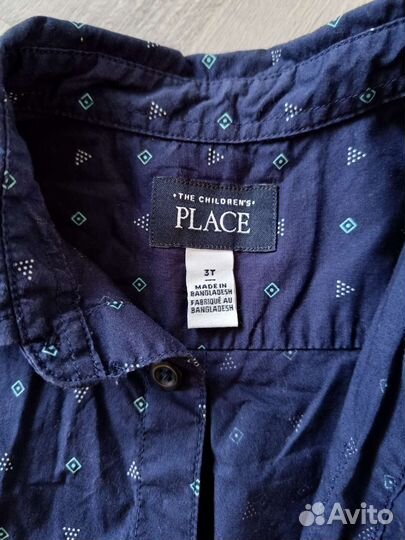 • THE CHILDREN'S •
PLACE
3T
MADE IN
BANGLADESH
FABRIQUÉ AU
BANGLADESH
Avito